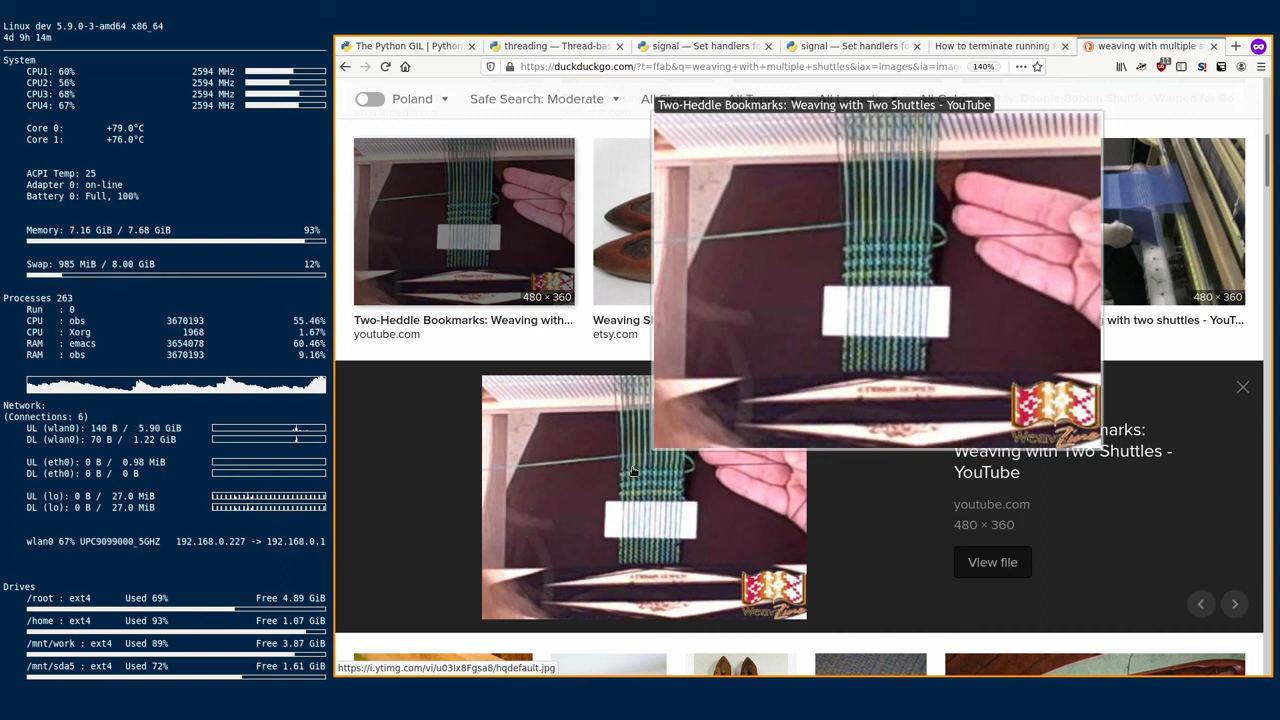 Linux dev 5.9.0-3-amd64 x86_64
4d 9h 14m
System
CPU1: 60% 2594 MHz
CPU2: 56% 2594 MHz
CPU3: 68% 2594 MHz
CPU4: 67% 2594 MHz
Core 0: +79.0°C
Core 1: +76.0°C
ACPI Temp: 25
Adapter 0: on-line
Battery 0: Full, 100%
Memory: 7.16 GiB / 7.68 GiB 93%
Swap: 985 MiB / 8.00 GiB 12%
Processes 263
Run : 0
CPU : obs 3670193 55.46%
CPU : Xorg 1968 1.67%
RAM : emacs 3654078 60.46%
RAM : obs 3670193 9.16%
Network:
(Connections: 6)
UL (wlan0): 140 B / 5.90 GiB
DL (wlan0): 70 B / 1.22 GiB
UL (eth0): 0 B / 0.98 MiB
DL (eth0): 0 B / 0 B
UL (lo): 0 B / 27.0 MiB
DL (lo): 0 B / 27.0 MiB
wlan0 67% UPC9099000_5GHZ 192.168.0.227 -> 192.168.0.1
Drives
/root : ext4 Used 69% Free 4.89 GiB
/home : ext4 Used 93% Free 1.07 GiB
/mnt/work : ext4 Used 89% Free 3.87 GiB
/mnt/sda5 : ext4 Used 72% Free 1.61 GiB
The Python GIL | Python
threading — Thread-bas
signal — Set handlers fo
signal — Set handlers fo
How to terminate running P
weaving with multiple s
https://duckduckgo.com/?t=ffab&q=weaving+with+multiple+shuttles&iax=images&ia=imag 140%
Poland Safe Search: Moderate
Two-Heddle Bookmarks: Weaving with Two Shuttles - YouTube
480 × 360
480 × 360
Two-Heddle Bookmarks: Weaving with...
youtube.com
Weaving S
etsy.com
with two shuttles - YouT...
marks:
Weaving with Two Shuttles -
YouTube
youtube.com
480 × 360
View file
https://i.ytimg.com/vi/u03Ix8Fgsa8/hqdefault.jpg